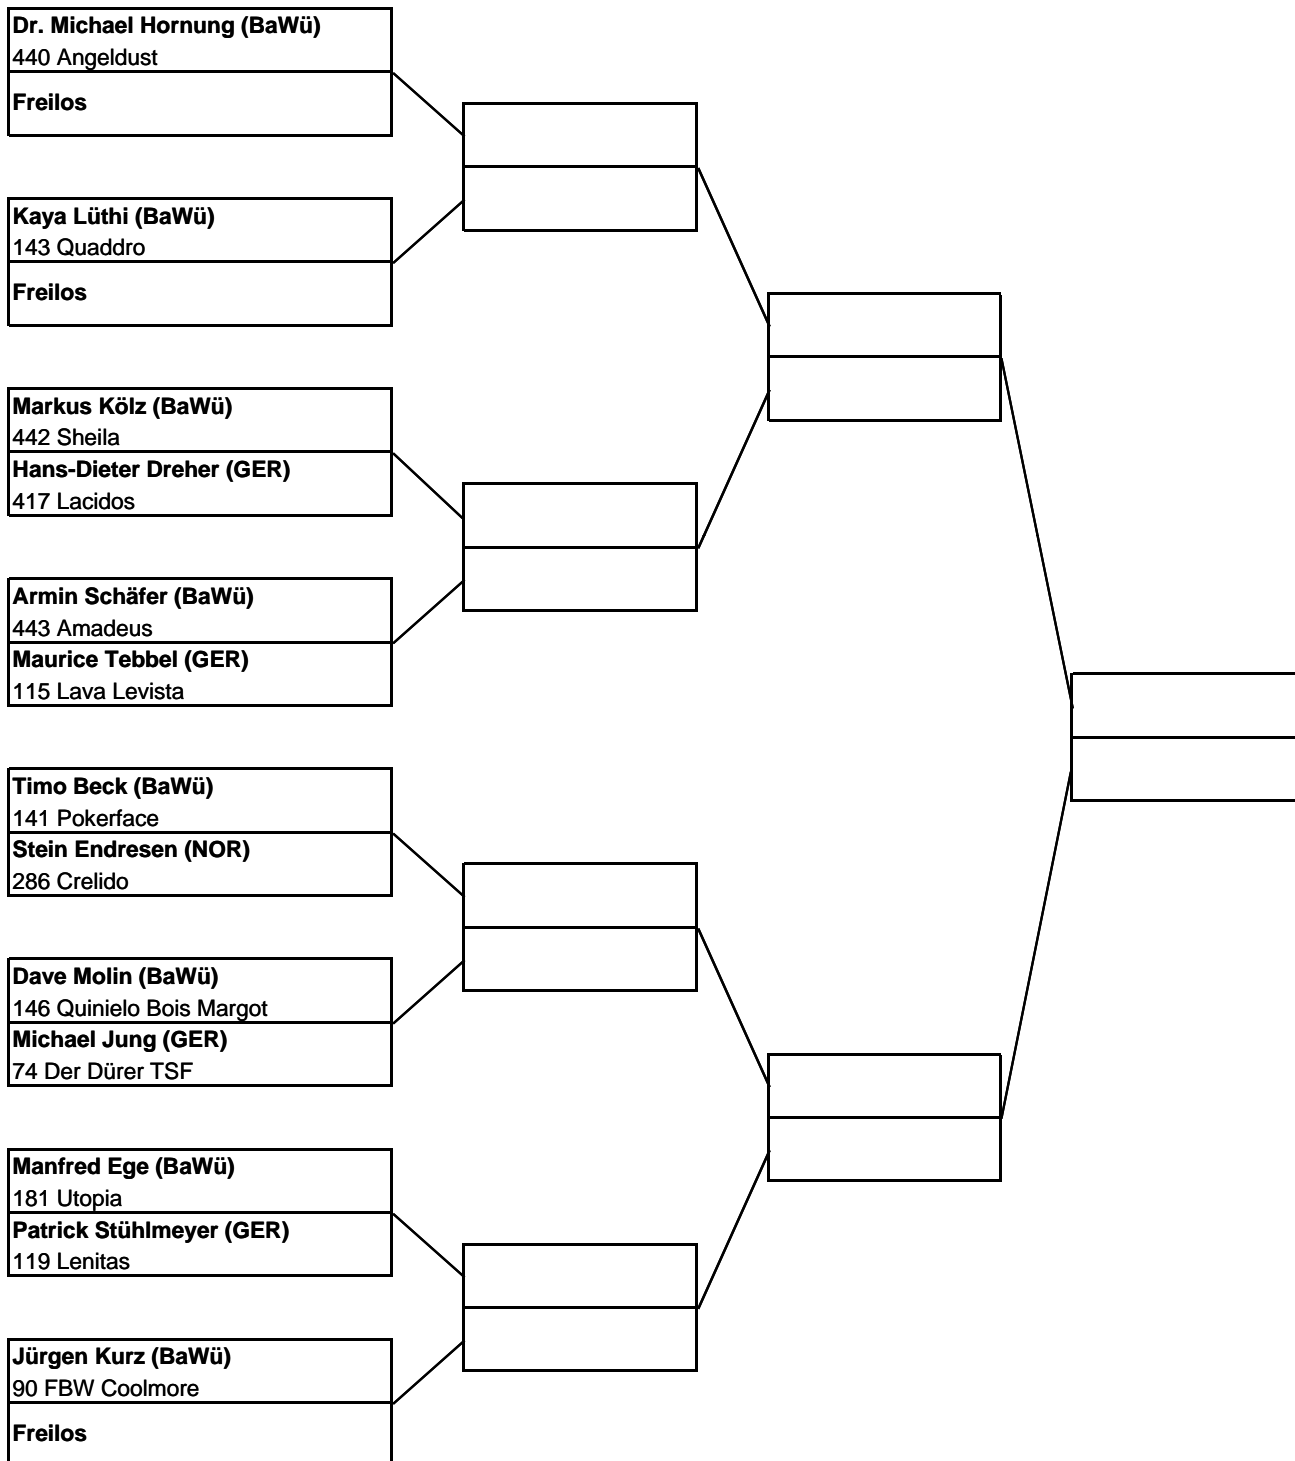 Dr. Michael Hornung (BaWü)
440 Angeldust
Freilos
Kaya Lüthi (BaWü)
143 Quaddro
Freilos
Markus Kölz (BaWü)
442 Sheila
Hans-Dieter Dreher (GER)
417 Lacidos
Armin Schäfer (BaWü)
443 Amadeus
Maurice Tebbel (GER)
115 Lava Levista
Timo Beck (BaWü)
141 Pokerface
Stein Endresen (NOR)
286 Crelido
Dave Molin (BaWü)
146 Quinielo Bois Margot
Michael Jung (GER)
74 Der Dürer TSF
Manfred Ege (BaWü)
181 Utopia
Patrick Stühlmeyer (GER)
119 Lenitas
Jürgen Kurz (BaWü)
90 FBW Coolmore
Freilos